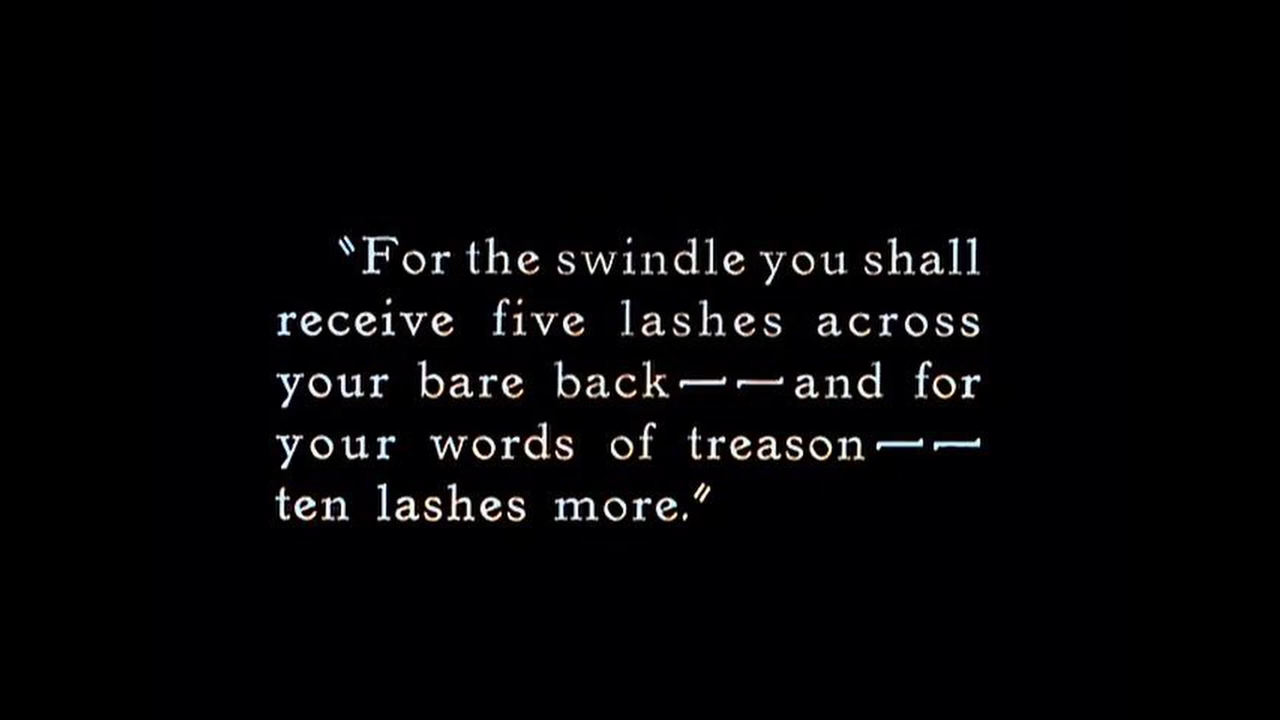 "For the swindle you shall
receive five lashes across
your bare back——and for
your words of treason——
ten lashes more."